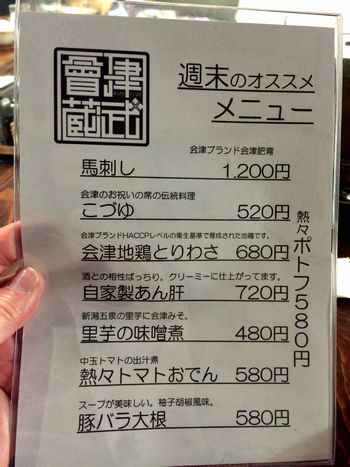 會津
蔵武
週末のオススメ
メニュー
会津ブランド会津肥育
馬刺し 1,200円
会津のお祝いの席の伝統料理
こづゆ 520円
会津ブランドHACCPレベルの衛生基準で育成された地鶏です。
会津地鶏とりわさ 680円
酒との相性ばっちり。クリーミーに仕上がってます。
自家製あん肝 720円
新潟五泉の里芋に会津みそ。
里芋の味噌煮 480円
中玉トマトの出汁煮
熱々トマトおでん 580円
スープが美味しい。柚子胡椒風味。
豚バラ大根 580円
熱々ポトフ580円